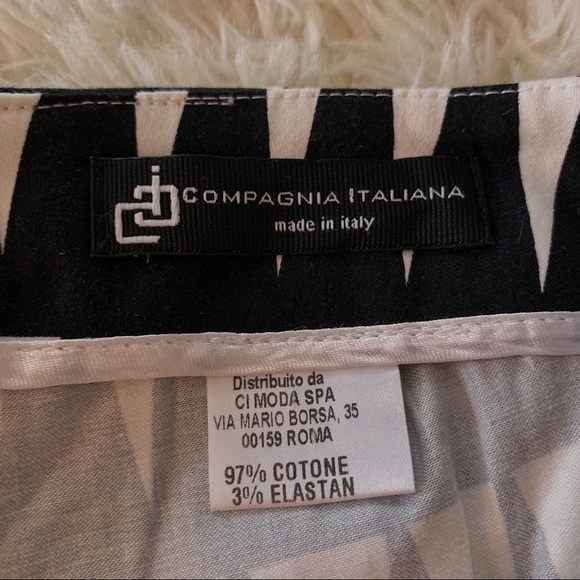 COMPAGNIA ITALIANA
made in italy
Distribuito da
CI MODA SPA
VIA MARIO BORSA, 35
00159 ROMA
97% COTONE
3% ELASTAN